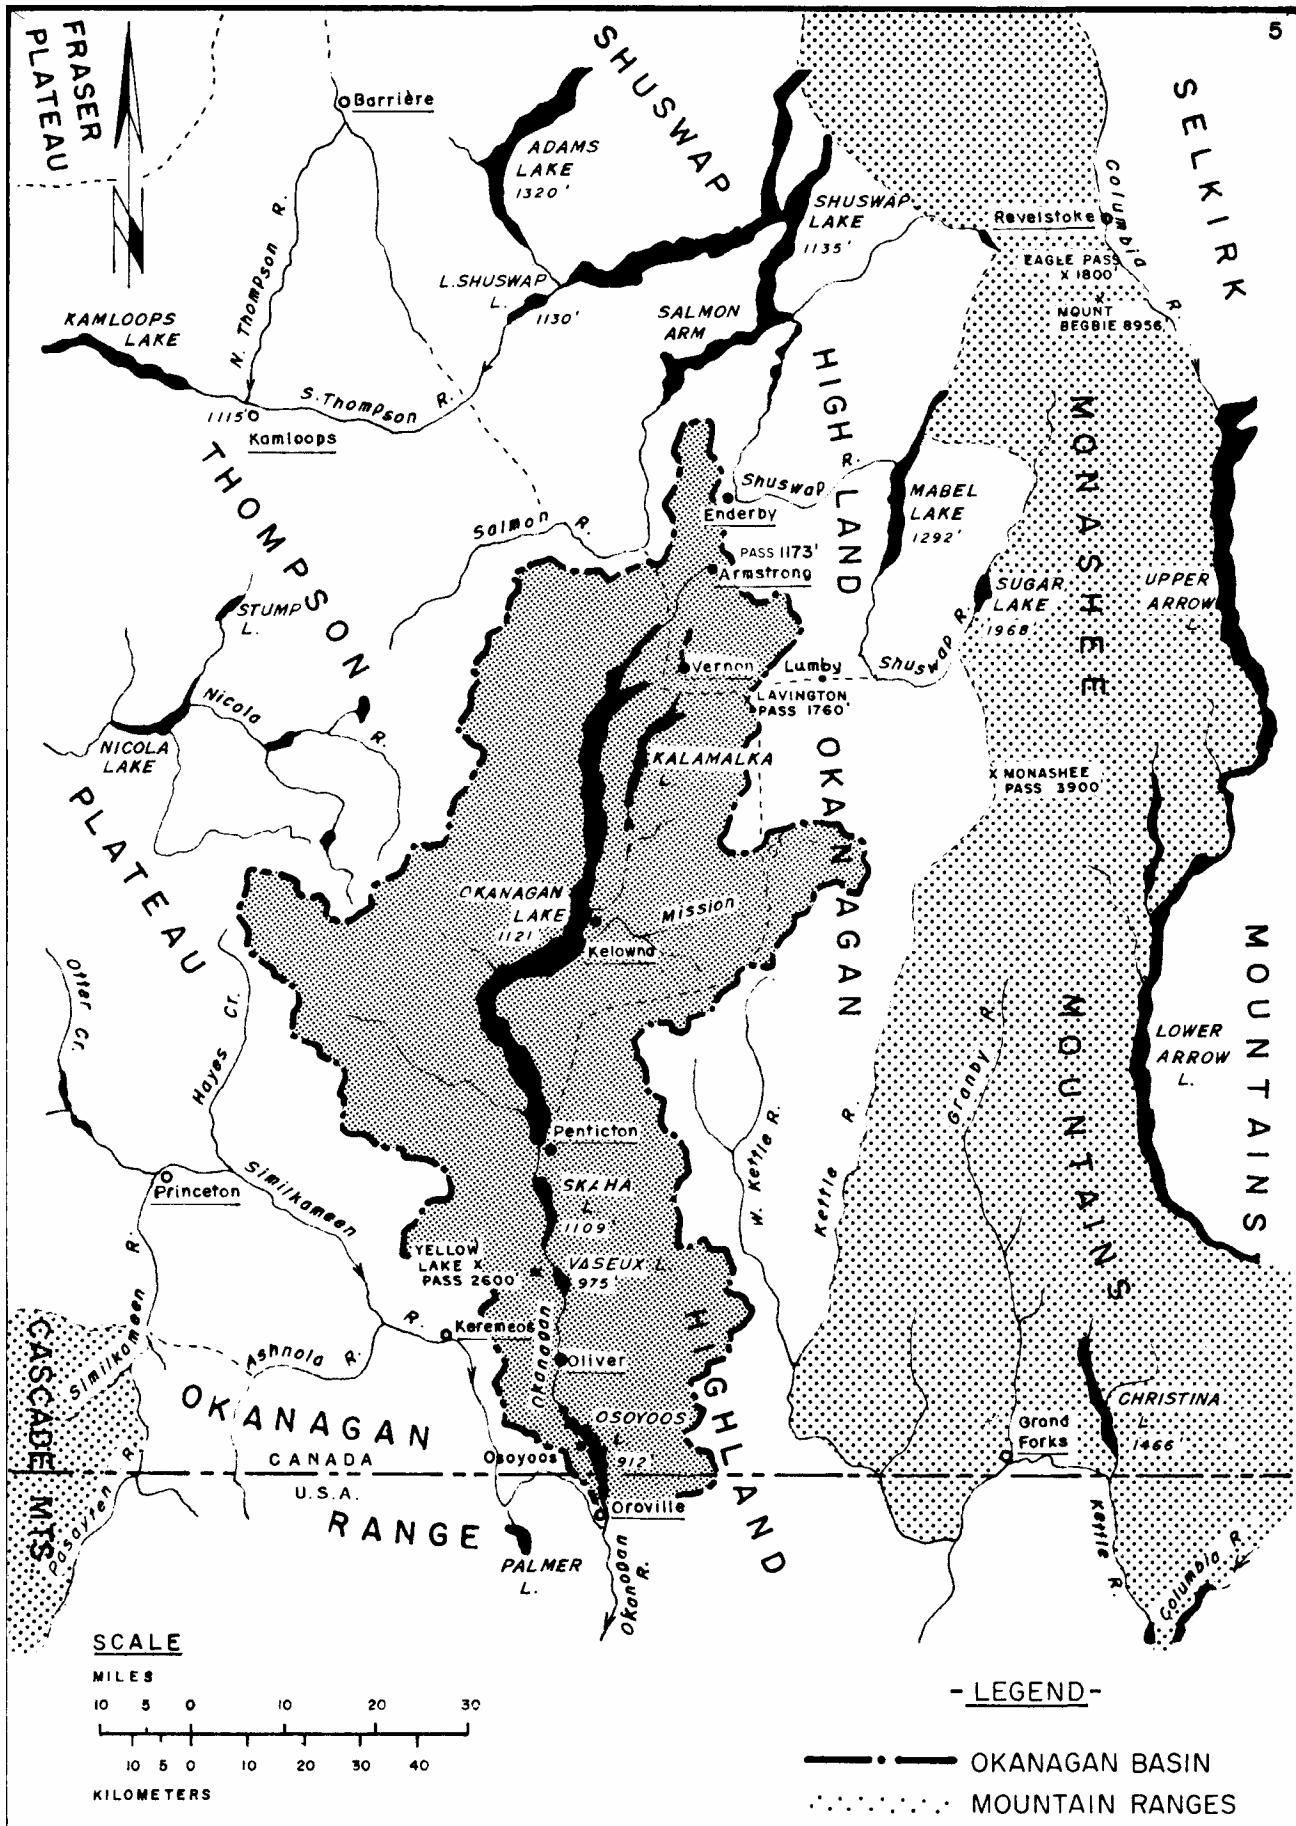 5
FRASER
PLATEAU
N
Barrière
SHUSWAP
ADAMS
LAKE
1320'
SHUSWAP
LAKE
1135'
SELKIRK
Columbia
R.
Revelstoke
EAGLE PASS
X 1800'
X
MOUNT
BEGBIE 8956'
N. Thompson R.
L. SHUSWAP
L.
1130'
SALMON
ARM
KAMLOOPS
LAKE
S. Thompson R.
1115'
Kamloops
HIGHLAND
MONASHEE
THOMPSON
Shuswap R.
Enderby
MABEL
LAKE
1292'
Salmon R.
PASS 1173'
Armstrong
SUGAR
LAKE
1968'
UPPER
ARROW
L.
STUMP
L.
Vernon
Lumby
Shuswap R.
LAVINGTON
PASS 1760'
Nicola R.
NICOLA
LAKE
KALAMALKA
L.
OKANAGAN
X MONASHEE
PASS 3900
PLATEAU
OKANAGAN
LAKE
1121'
Mission
Kelowna
MOUNTAINS
Otter Cr.
Hayes Cr.
MOUNTAINS
LOWER
ARROW
L.
Granby R.
W. Kettle R.
Kettle R.
Penticton
Princeton
Similkameen
R.
SKAHA
L.
1109'
YELLOW
LAKE X
PASS 2600'
VASEUX L.
975'
Keremeos
HILGHLAND
CASCADE MTS
Similkameen R.
Ashnola R.
Okanagan
Oliver
OKANAGAN
OSOYOOS
L.
912'
Osoyoos
CHRISTINA
L.
1466
Grand
Forks
CANADA
U.S.A.
Pasayten R.
RANGE
Oroville
PALMER
L.
Okanagan
R.
Kettle R.
Columbia R.
SCALE
MILES
10 5 0 10 20 30
10 5 0 10 20 30 40
KILOMETERS
- LEGEND -
OKANAGAN BASIN
MOUNTAIN RANGES